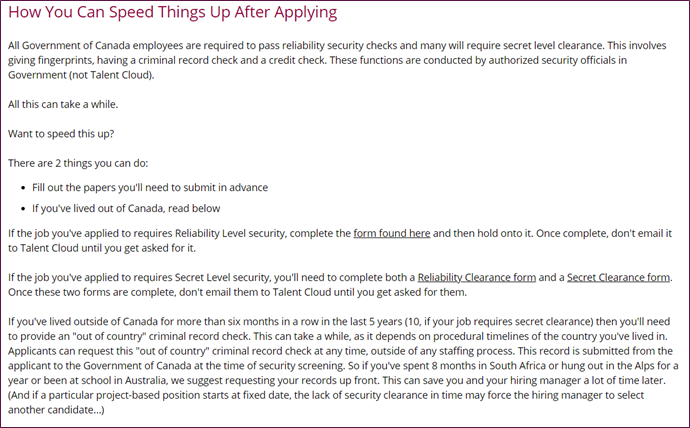 How You Can Speed Things Up After Applying
All Government of Canada employees are required to pass reliability security checks and many will require secret level clearance. This involves
giving fingerprints, having a criminal record check and a credit check. These functions are conducted by authorized security officials in
Government (not Talent Cloud).
All this can take a while.
Want to speed this up?
There are 2 things you can do:
• Fill out the papers you'll need to submit in advance
• If you've lived out of Canada, read below
If the job you've applied to requires Reliability Level security, complete the form found here and then hold onto it. Once complete, don't email it
to Talent Cloud until you get asked for it.
If the job you've applied to requires Secret Level security, you'll need to complete both a Reliability Clearance form and a Secret Clearance form.
Once these two forms are complete, don't email them to Talent Cloud until you get asked for them.
If you've lived outside of Canada for more than six months in a row in the last 5 years (10, if your job requires secret clearance) then you'll need
to provide an "out of country" criminal record check. This can take a while, as it depends on procedural timelines of the country you've lived in.
Applicants can request this "out of country" criminal record check at any time, outside of any staffing process. This record is submitted from the
applicant to the Government of Canada at the time of security screening. So if you've spent 8 months in South Africa or hung out in the Alps for a
year or been at school in Australia, we suggest requesting your records up front. This can save you and your hiring manager a lot of time later.
(And if a particular project-based position starts at fixed date, the lack of security clearance in time may force the hiring manager to select
another candidate...)